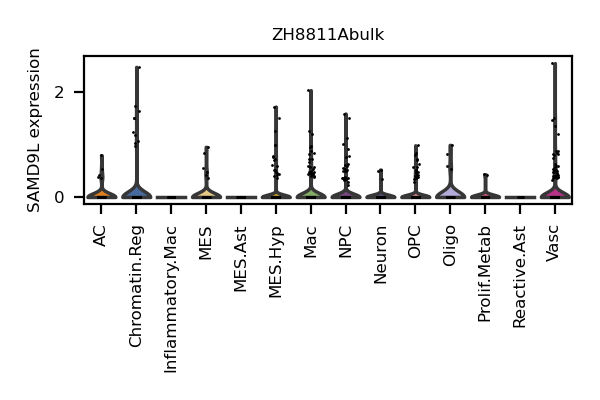 ZH8811Abulk
SAMD9L expression
2
0
AC
Chromatin.Reg
Inflammatory.Mac
MES
MES.Ast
MES.Hyp
Mac
NPC
Neuron
OPC
Oligo
Prolif.Metab
Reactive.Ast
Vasc